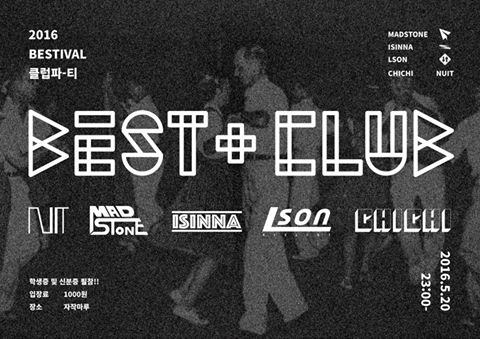 2016
BESTIVAL
클럽파-티
MADSTONE
ISINNA
LSON
CHICHI NUIT
BEST+CLUB
NUIT
MAD STONE
ISINNA
LSON
CHICHI
학생증 및 신분증 필참!!
입장료 1000원
장소 자작마루
2016.5.20
23:00-